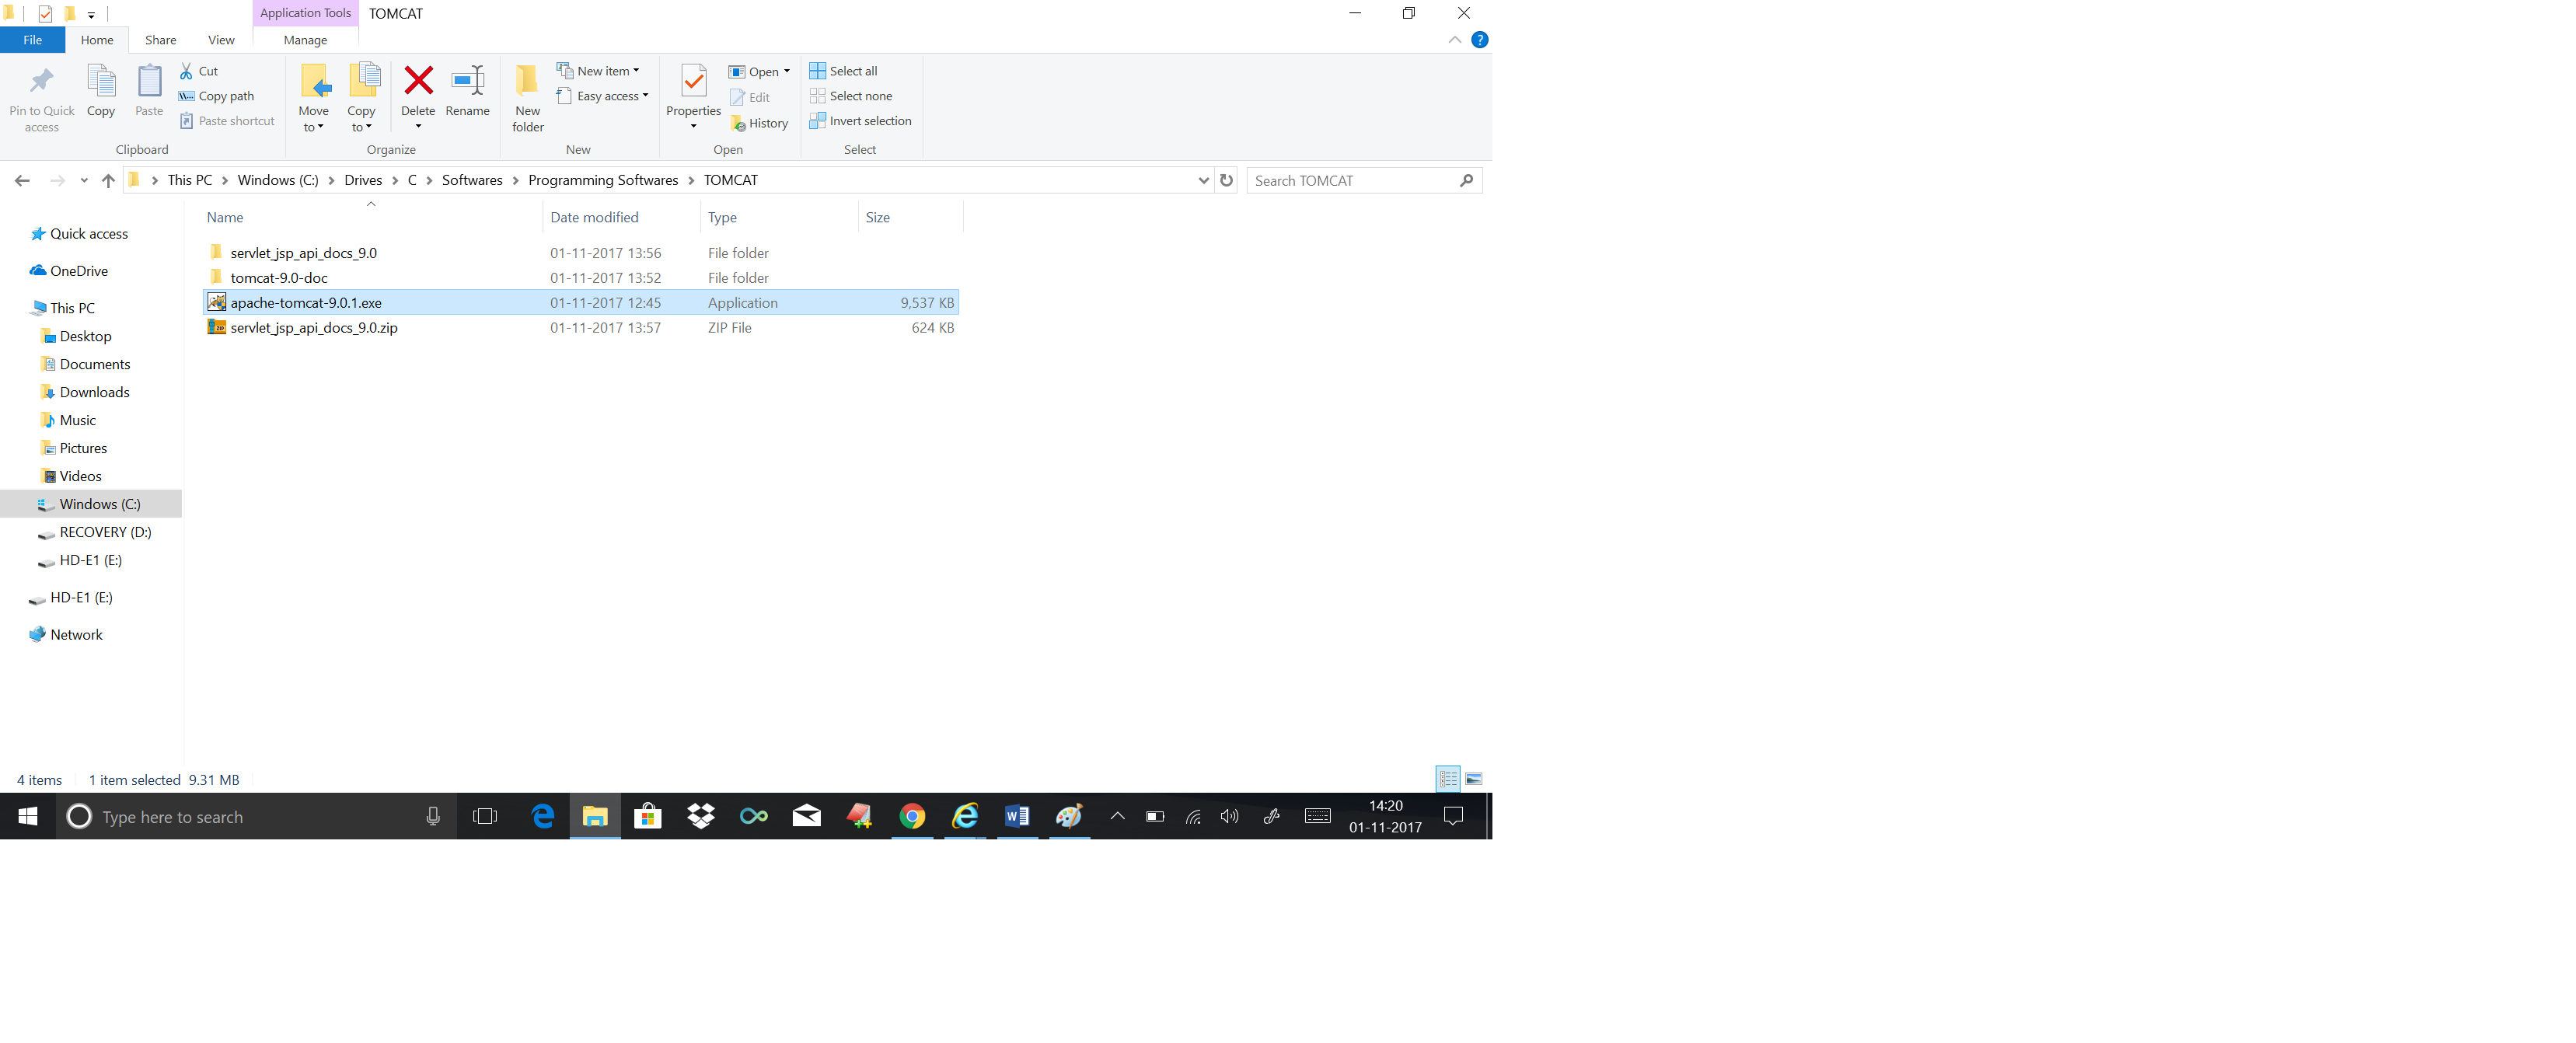 Application Tools TOMCAT
File Home Share View Manage
Pin to Quick access Copy Paste Cut Copy path Paste shortcut
Move to Copy to Delete Rename New folder New item Easy access
Properties Open Edit History Select all Select none Invert selection
Clipboard Organize New Open Select
This PC Windows (C:) Drives C Softwares Programming Softwares TOMCAT Search TOMCAT
Name Date modified Type Size
servlet_jsp_api_docs_9.0 01-11-2017 13:56 File folder
tomcat-9.0-doc 01-11-2017 13:52 File folder
apache-tomcat-9.0.1.exe 01-11-2017 12:45 Application 9,537 KB
servlet_jsp_api_docs_9.0.zip 01-11-2017 13:57 ZIP File 624 KB
Quick access
OneDrive
This PC
Desktop
Documents
Downloads
Music
Pictures
Videos
Windows (C:)
RECOVERY (D:)
HD-E1 (E:)
HD-E1 (E:)
Network
4 items 1 item selected 9.31 MB
Type here to search
14:20
01-11-2017